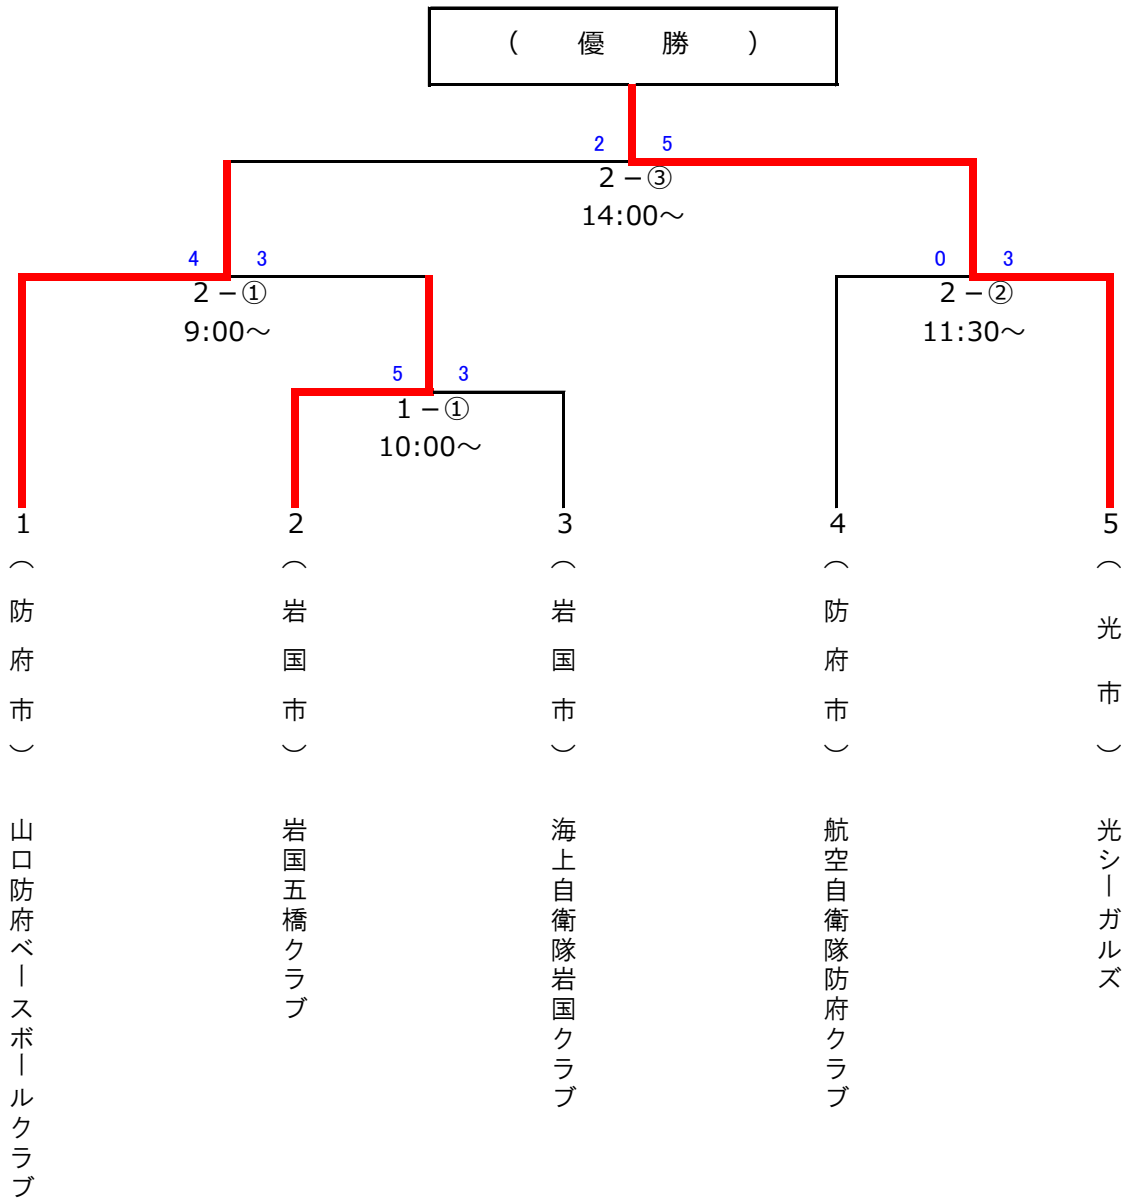 ( 優 勝 )
2 5
2－③
14:00～
4 3
2－①
9:00～
0 3
2－②
11:30～
5 3
1－①
10:00～
1
（防府市）
山口防府ベースボールクラブ
2
（岩国市）
岩国五橋クラブ
3
（岩国市）
海上自衛隊岩国クラブ
4
（防府市）
航空自衛隊防府クラブ
5
（光市）
光シーガルズ